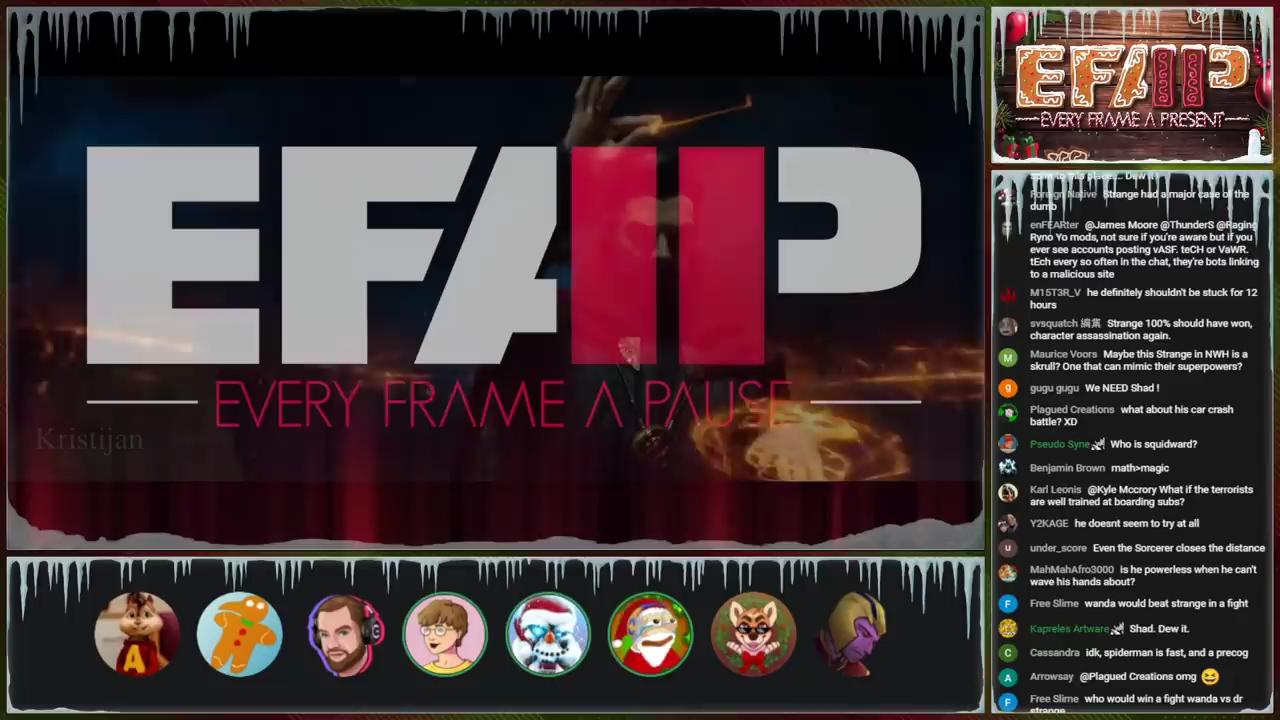 EFAP
EVERY FRAME A PAUSE
Kristijan
EFAP
EVERY FRAME A PRESENT
A
Foreign Native Strange had a major case of the
dumb
enFEARter @James Moore @ThunderS @Raging
Ryno Yo mods, not sure if you're aware but if you
ever see accounts posting vASF. teCH or VaWR.
tEch every so often in the chat, they're bots linking
to a malicious site
M15T3R_V he definitely shouldn't be stuck for 12
hours
svsquatch 編集 Strange 100% should have won,
character assassination again.
M Maurice Voors Maybe this Strange in NWH is a
skrull? One that can mimic their superpowers?
g gugu gugu We NEED Shad !
Plagued Creations what about his car crash
battle? XD
Pseudo Syne Who is squidward?
Benjamin Brown math>magic
Karl Leonis @Kyle Mccrory What if the terrorists
are well trained at boarding subs?
Y2KAGE he doesnt seem to try at all
u under_score Even the Sorcerer closes the distance
MahMahAfro3000 is he powerless when he can't
wave his hands about?
F Free Slime wanda would beat strange in a fight
Kapreles Artware Shad. Dew it.
C Cassandra idk, spiderman is fast, and a precog
A Arrowsay @Plagued Creations omg 😆
F Free Slime who would win a fight wanda vs dr
strange